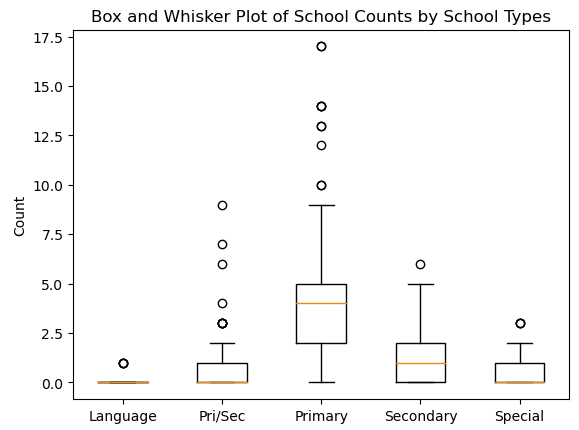 Box and Whisker Plot of School Counts by School Types
17.5
15.0
12.5
10.0
7.5
5.0
2.5
0.0
Count
Language Pri/Sec Primary Secondary Special